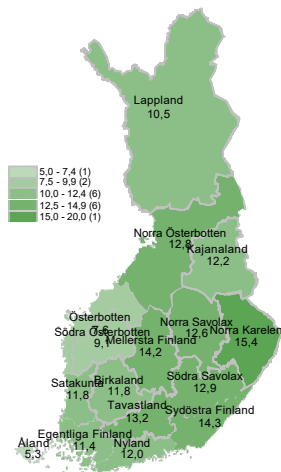 Lappland
10,5
5,0 - 7,4 (1)
7,5 - 9,9 (2)
10,0 - 12,4 (6)
12,5 - 14,9 (6)
15,0 - 20,0 (1)
Norra Österbotten
12,8
Kajanaland
12,2
Österbotten
7,6
Södra Österbotten
9,1
Mellersta Finland
14,2
Norra Savolax
12,6
Norra Karelen
15,4
Satakunta
11,8
Birkaland
11,8
Södra Savolax
12,9
Tavastland
13,2
Sydöstra Finland
14,3
Åland
5,3
Egentliga Finland
11,4
Nyland
12,0